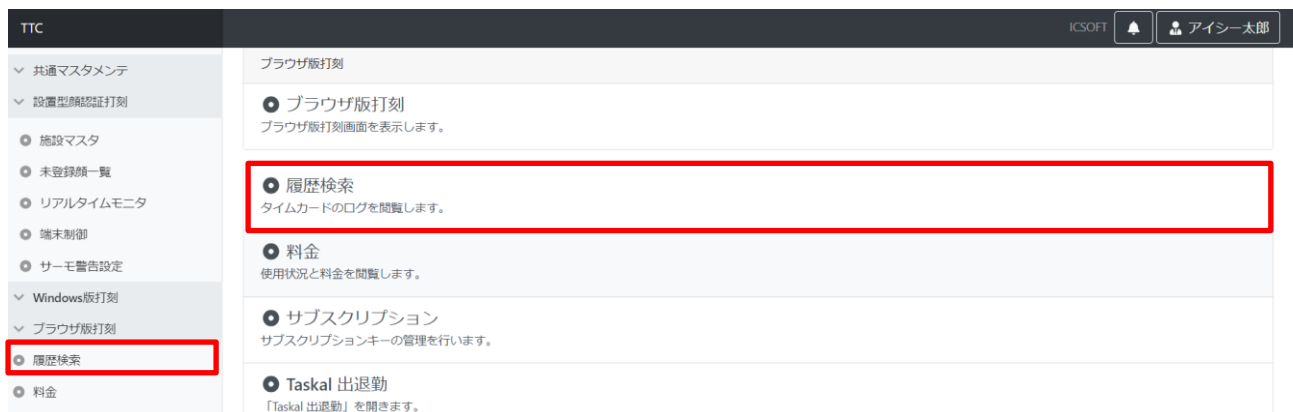 TTC
ICSOFT
アイシー太郎
共通マスタメンテ
設置型顔認証打刻
施設マスタ
未登録顔一覧
リアルタイムモニタ
端末制御
サーモ警告設定
Windows版打刻
ブラウザ版打刻
履歴検索
料金
ブラウザ版打刻
ブラウザ版打刻
ブラウザ版打刻画面を表示します。
履歴検索
タイムカードのログを閲覧します。
料金
使用状況と料金を閲覧します。
サブスクリプション
サブスクリプションキーの管理を行います。
Taskal 出退勤
「Taskal 出退勤」を開きます。